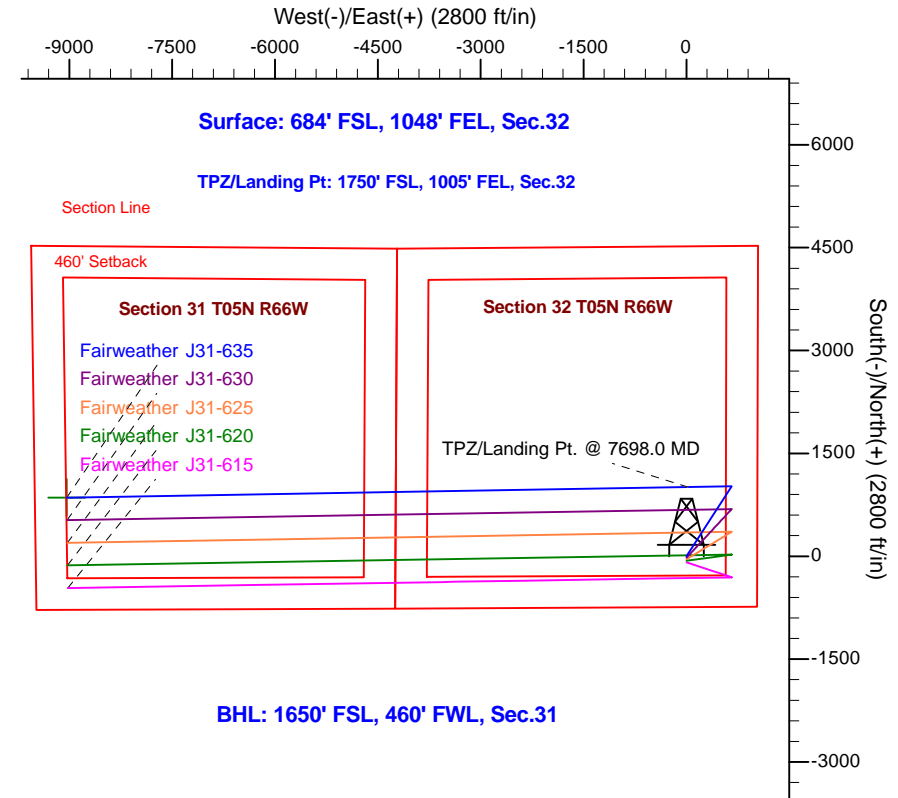 West(-)/East(+) (2800 ft/in)
-9000 -7500 -6000 -4500 -3000 -1500 0
Surface: 684' FSL, 1048' FEL, Sec.32
6000
TPZ/Landing Pt: 1750' FSL, 1005' FEL, Sec.32
Section Line
4500
460' Setback
Section 31 T05N R66W
Section 32 T05N R66W
South(-)/North(+) (2800 ft/in)
Fairweather J31-635
3000
Fairweather J31-630
Fairweather J31-625
Fairweather J31-620
TPZ/Landing Pt. @ 7698.0 MD
1500
Fairweather J31-615
0
-1500
BHL: 1650' FSL, 460' FWL, Sec.31
-3000